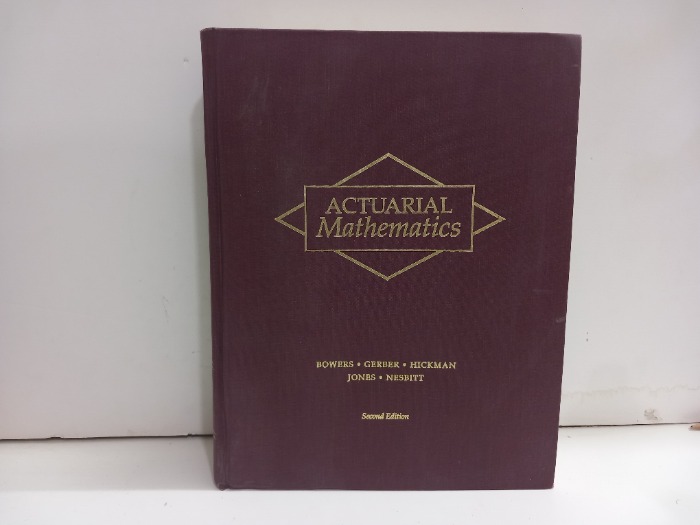 ACTUARIAL
Mathematics
BOWERS • GERBER • HICKMAN
JONES • NESBITT
Second Edition